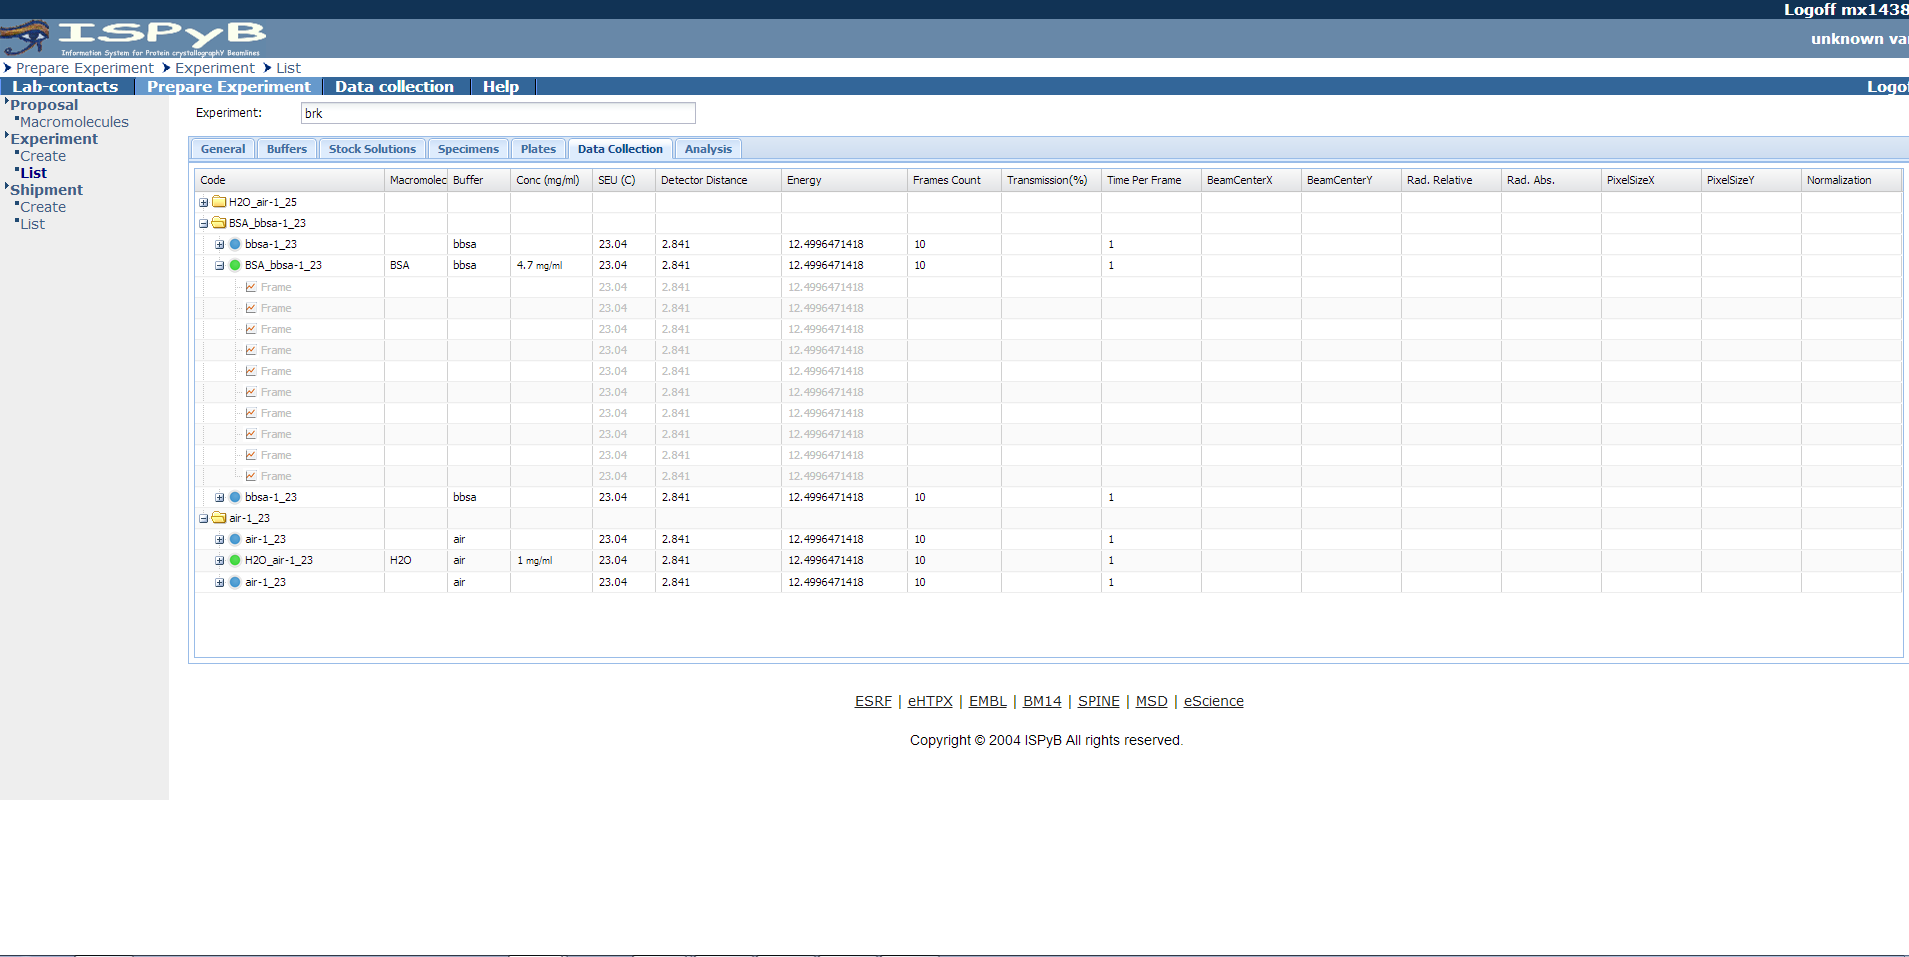 Logoff mx1438
ISPyB
Information System for Protein crystallographY Beamlines
unknown va
Prepare Experiment Experiment List
Lab-contacts Prepare Experiment Data collection Help Logof
Proposal
Macromolecules
Experiment
Create
List
Shipment
Create
List
Experiment: brk
General Buffers Stock Solutions Specimens Plates Data Collection Analysis
Code Macromolec Buffer Conc (mg/ml) SEU (C) Detector Distance Energy Frames Count Transmission(%) Time Per Frame BeamCenterX BeamCenterY Rad. Relative Rad. Abs. PixelSizeX PixelSizeY Normalization
H2O_air-1_25
BSA_bbsa-1_23
bbsa-1_23 bbsa 23.04 2.841 12.4996471418 10 1
BSA_bbsa-1_23 BSA bbsa 4.7 mg/ml 23.04 2.841 12.4996471418 10 1
Frame 23.04 2.841 12.4996471418
Frame 23.04 2.841 12.4996471418
Frame 23.04 2.841 12.4996471418
Frame 23.04 2.841 12.4996471418
Frame 23.04 2.841 12.4996471418
Frame 23.04 2.841 12.4996471418
Frame 23.04 2.841 12.4996471418
Frame 23.04 2.841 12.4996471418
Frame 23.04 2.841 12.4996471418
Frame 23.04 2.841 12.4996471418
bbsa-1_23 bbsa 23.04 2.841 12.4996471418 10 1
air-1_23
air-1_23 air 23.04 2.841 12.4996471418 10 1
H2O_air-1_23 H2O air 1 mg/ml 23.04 2.841 12.4996471418 10 1
air-1_23 air 23.04 2.841 12.4996471418 10 1
ESRF | eHTPX | EMBL | BM14 | SPINE | MSD | eScience
Copyright © 2004 ISPyB All rights reserved.